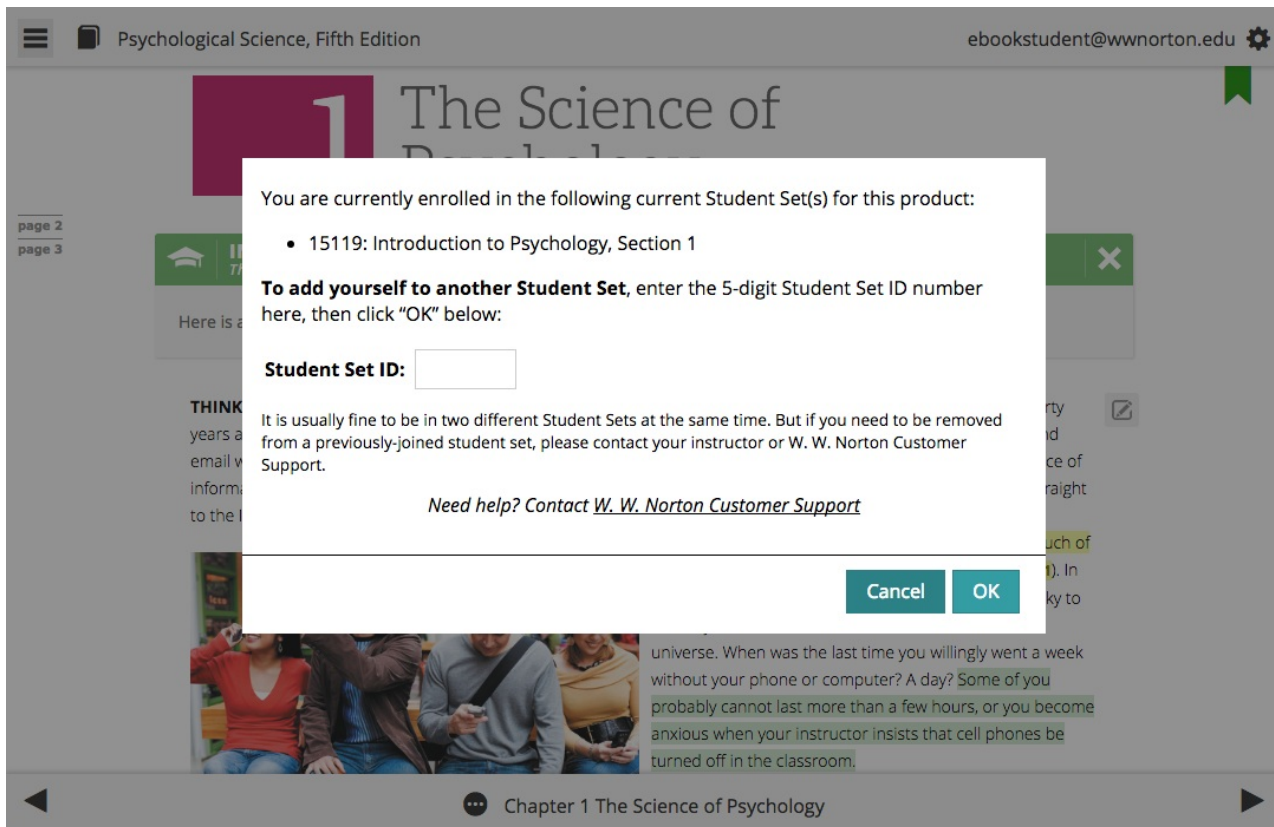 Psychological Science, Fifth Edition
ebookstudent@wwnorton.edu
1
The Science of
page 2
page 3
You are currently enrolled in the following current Student Set(s) for this product:
• 15119: Introduction to Psychology, Section 1
To add yourself to another Student Set, enter the 5-digit Student Set ID number
here, then click “OK” below:
Here is
Student Set ID:
THINK
years
email
to the
It is usually fine to be in two different Student Sets at the same time. But if you need to be removed
from a previously-joined student set, please contact your instructor or W. W. Norton Customer
Support.
ce of
Need help? Contact W. W. Norton Customer Support
). In
ky to
Cancel
OK
universe. When was the last time you willingly went a week
without your phone or computer? A day? Some of you
probably cannot last more than a few hours, or you become
anxious when your instructor insists that cell phones be
turned off in the classroom.
Chapter 1 The Science of Psychology